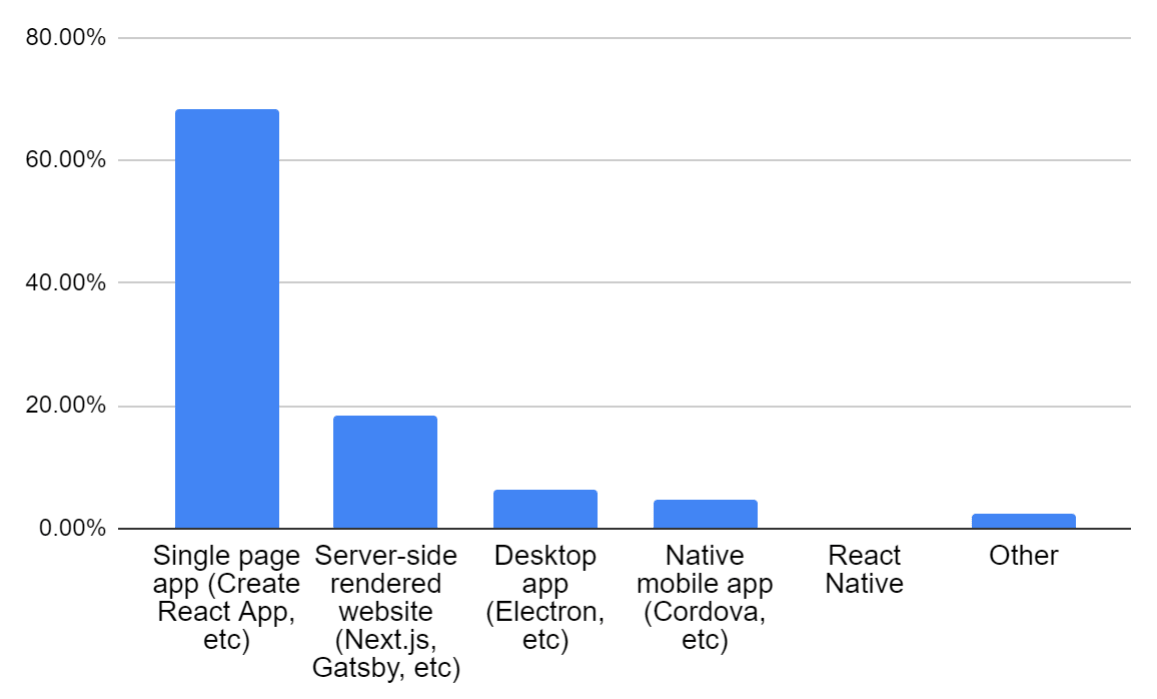 80.00%
60.00%
40.00%
20.00%
0.00%
Single page
app (Create
React App,
etc)
Server-side
rendered
website
(Next.js,
Gatsby, etc)
Desktop
app
(Electron,
etc)
Native
mobile app
(Cordova,
etc)
React
Native
Other